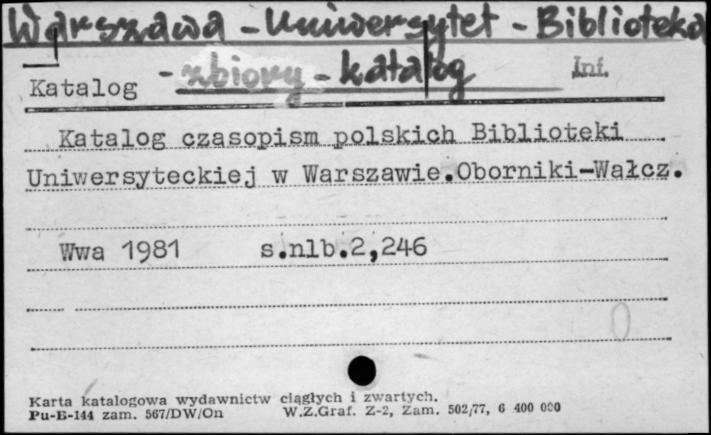 Warszawa - Uniwersytet - Biblioteka
- zbiory - katalog
Inf.
Katalog
Katalog czasopism polskich Biblioteki
Uniwersyteckiej w Warszawie.Oborniki-Wałcz.
Wwa 1981 s.nlb.2,246
0
Karta katalogowa wydawnictw ciągłych i zwartych.
Pu-B-144 zam. 567/DW/On W.Z.Graf. Z-2, Zam. 502/77, 6 400 000